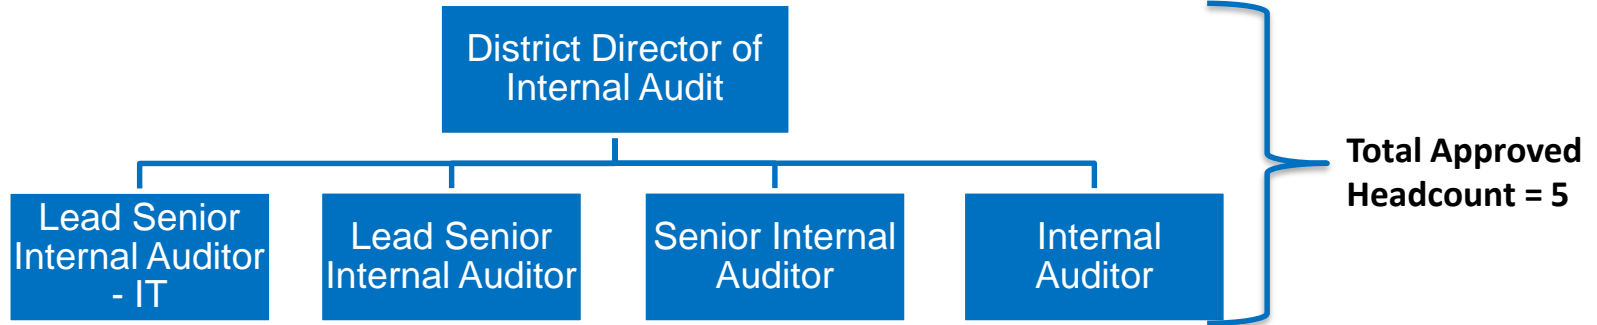 District Director of
Internal Audit
Total Approved
Headcount = 5
Lead Senior
Internal Auditor
- IT
Lead Senior
Internal Auditor
Senior Internal
Auditor
Internal
Auditor